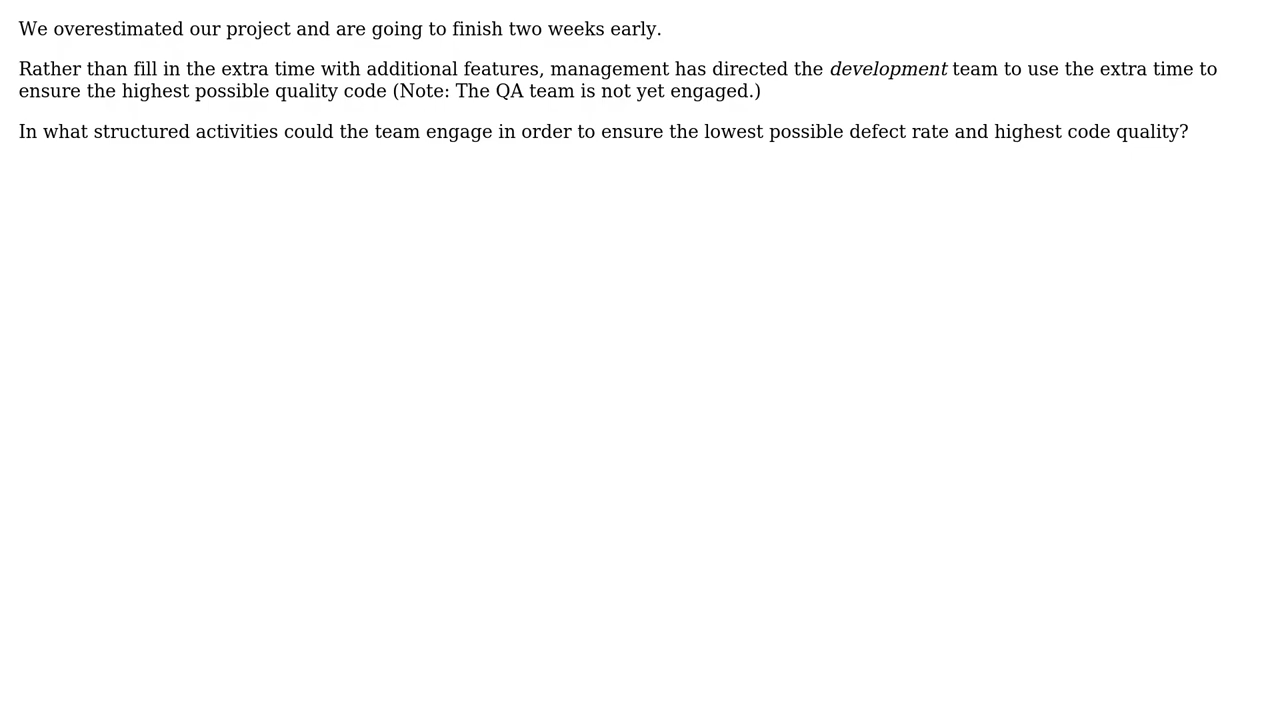 We overestimated our project and are going to finish two weeks early.
Rather than fill in the extra time with additional features, management has directed the development team to use the extra time to
ensure the highest possible quality code (Note: The QA team is not yet engaged.)
In what structured activities could the team engage in order to ensure the lowest possible defect rate and highest code quality?